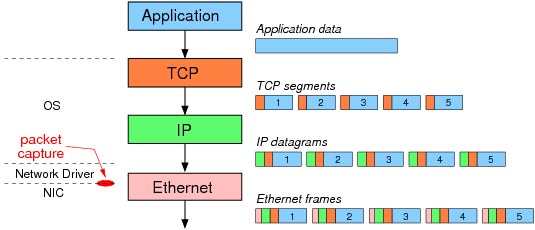 Application
Application data
TCP
TCP segments
1 2 3 4 5
OS
IP
IP datagrams
1 2 3 4 5
packet
capture
Network Driver
NIC
Ethernet
Ethernet frames
1 2 3 4 5